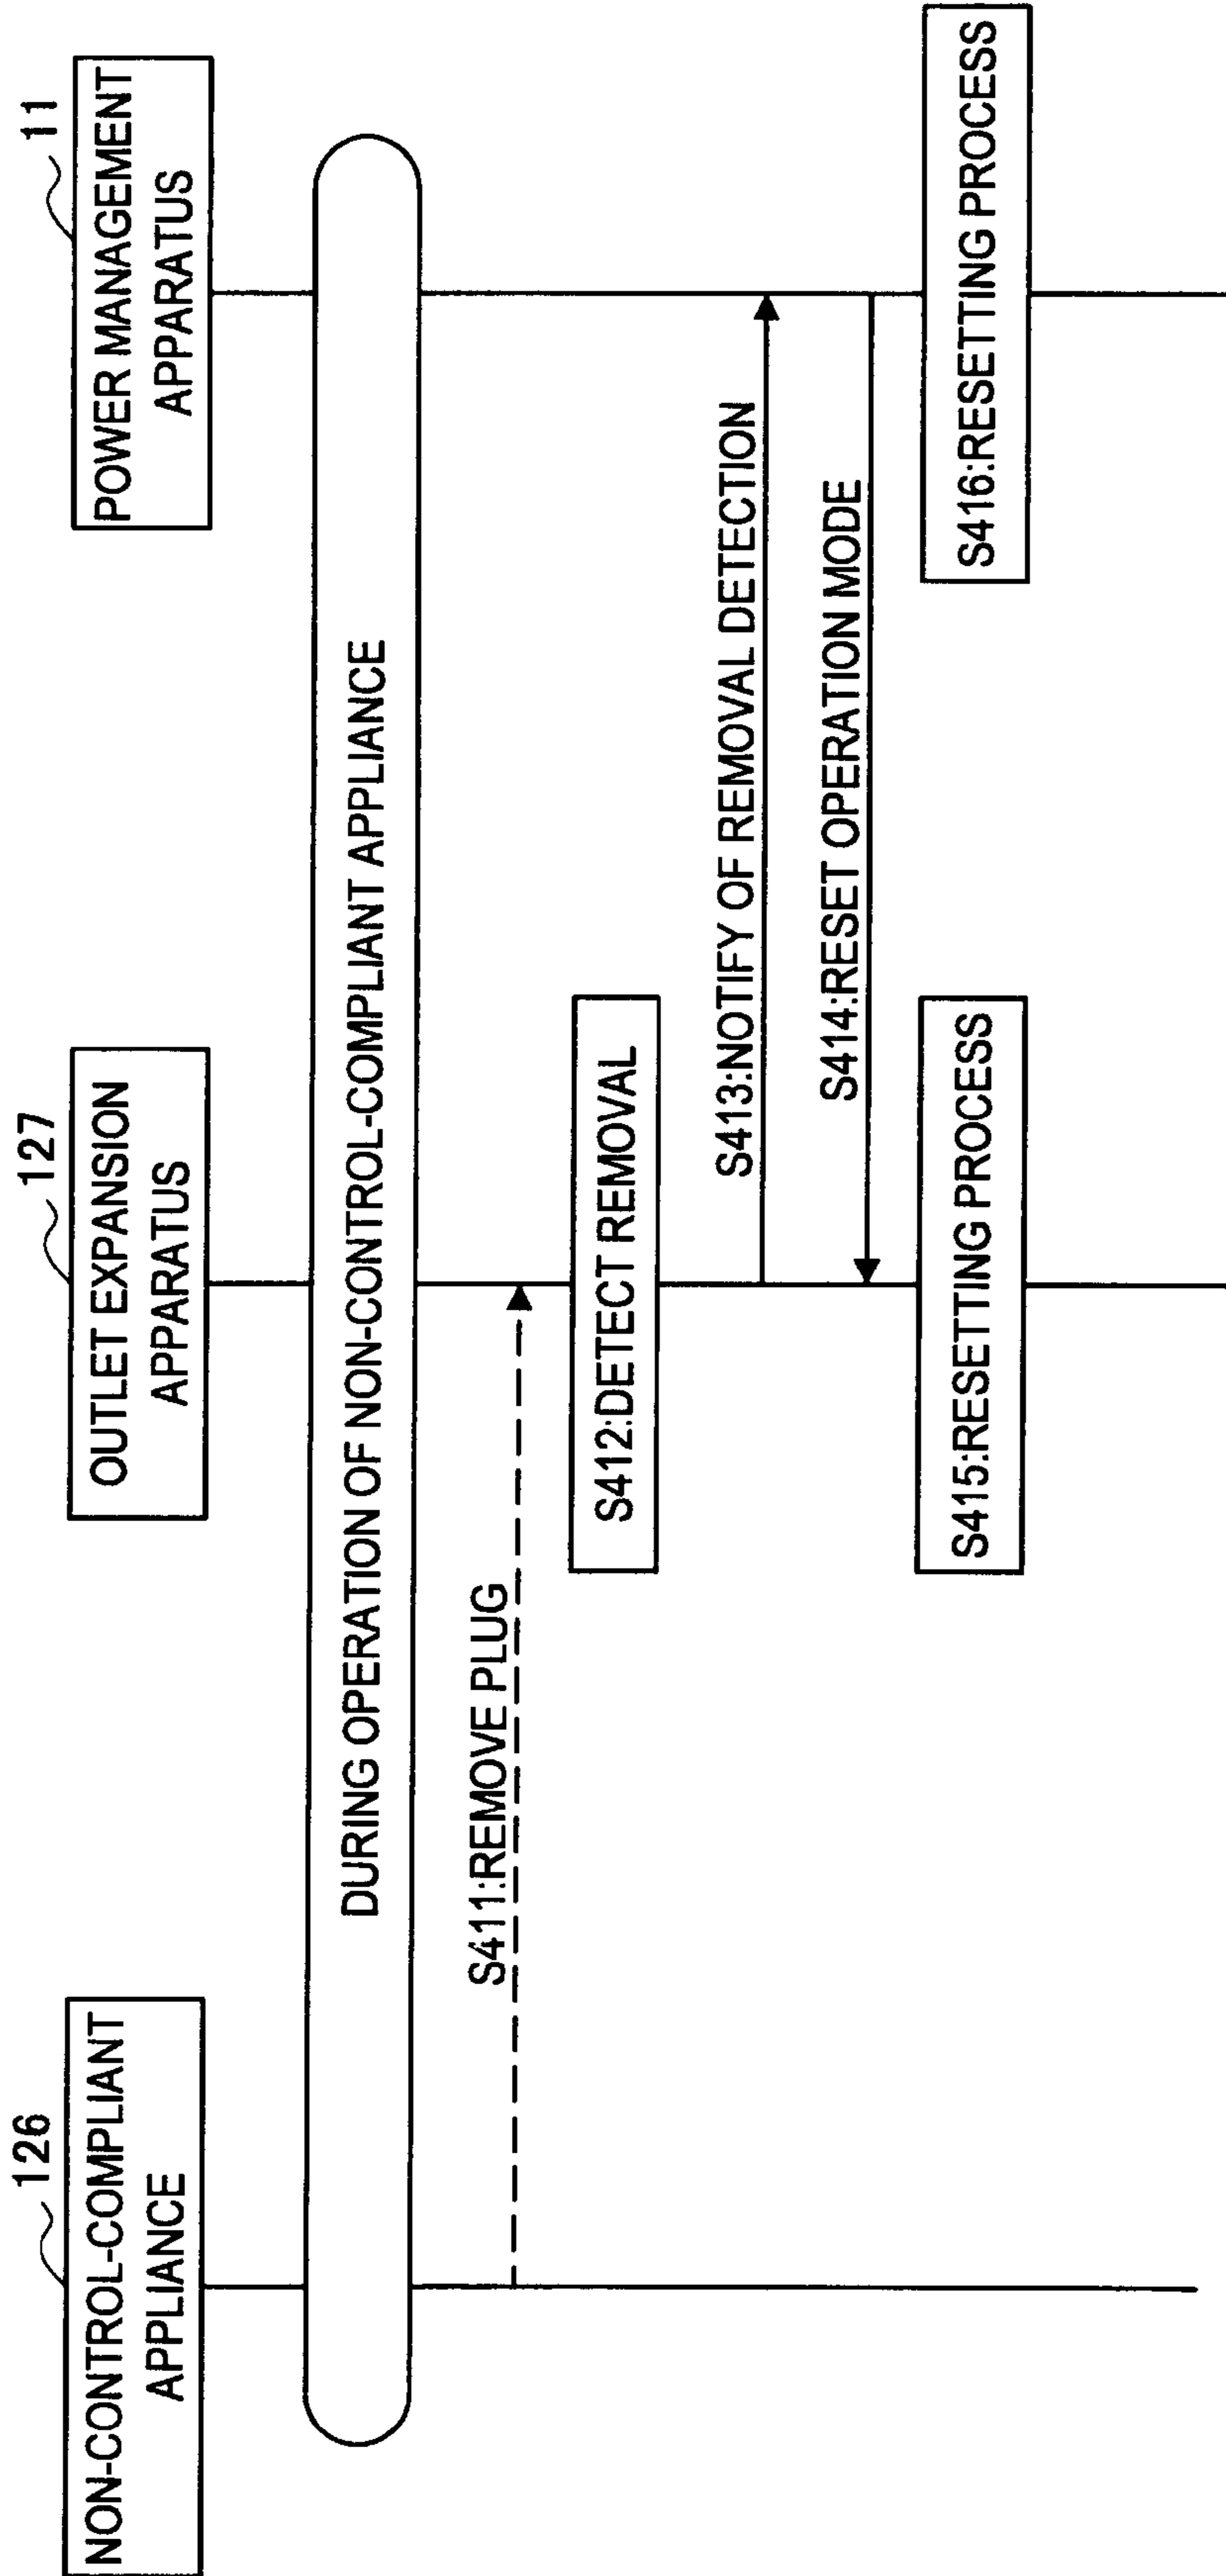 126
NON-CONTROL-COMPLIANT
APPLIANCE
127
OUTLET EXPANSION
APPARATUS
11
POWER MANAGEMENT
APPARATUS
DURING OPERATION OF NON-CONTROL-COMPLIANT APPLIANCE
S411:REMOVE PLUG
S412:DETECT REMOVAL
S413:NOTIFY OF REMOVAL DETECTION
S414:RESET OPERATION MODE
S415:RESETTING PROCESS
S416:RESETTING PROCESS